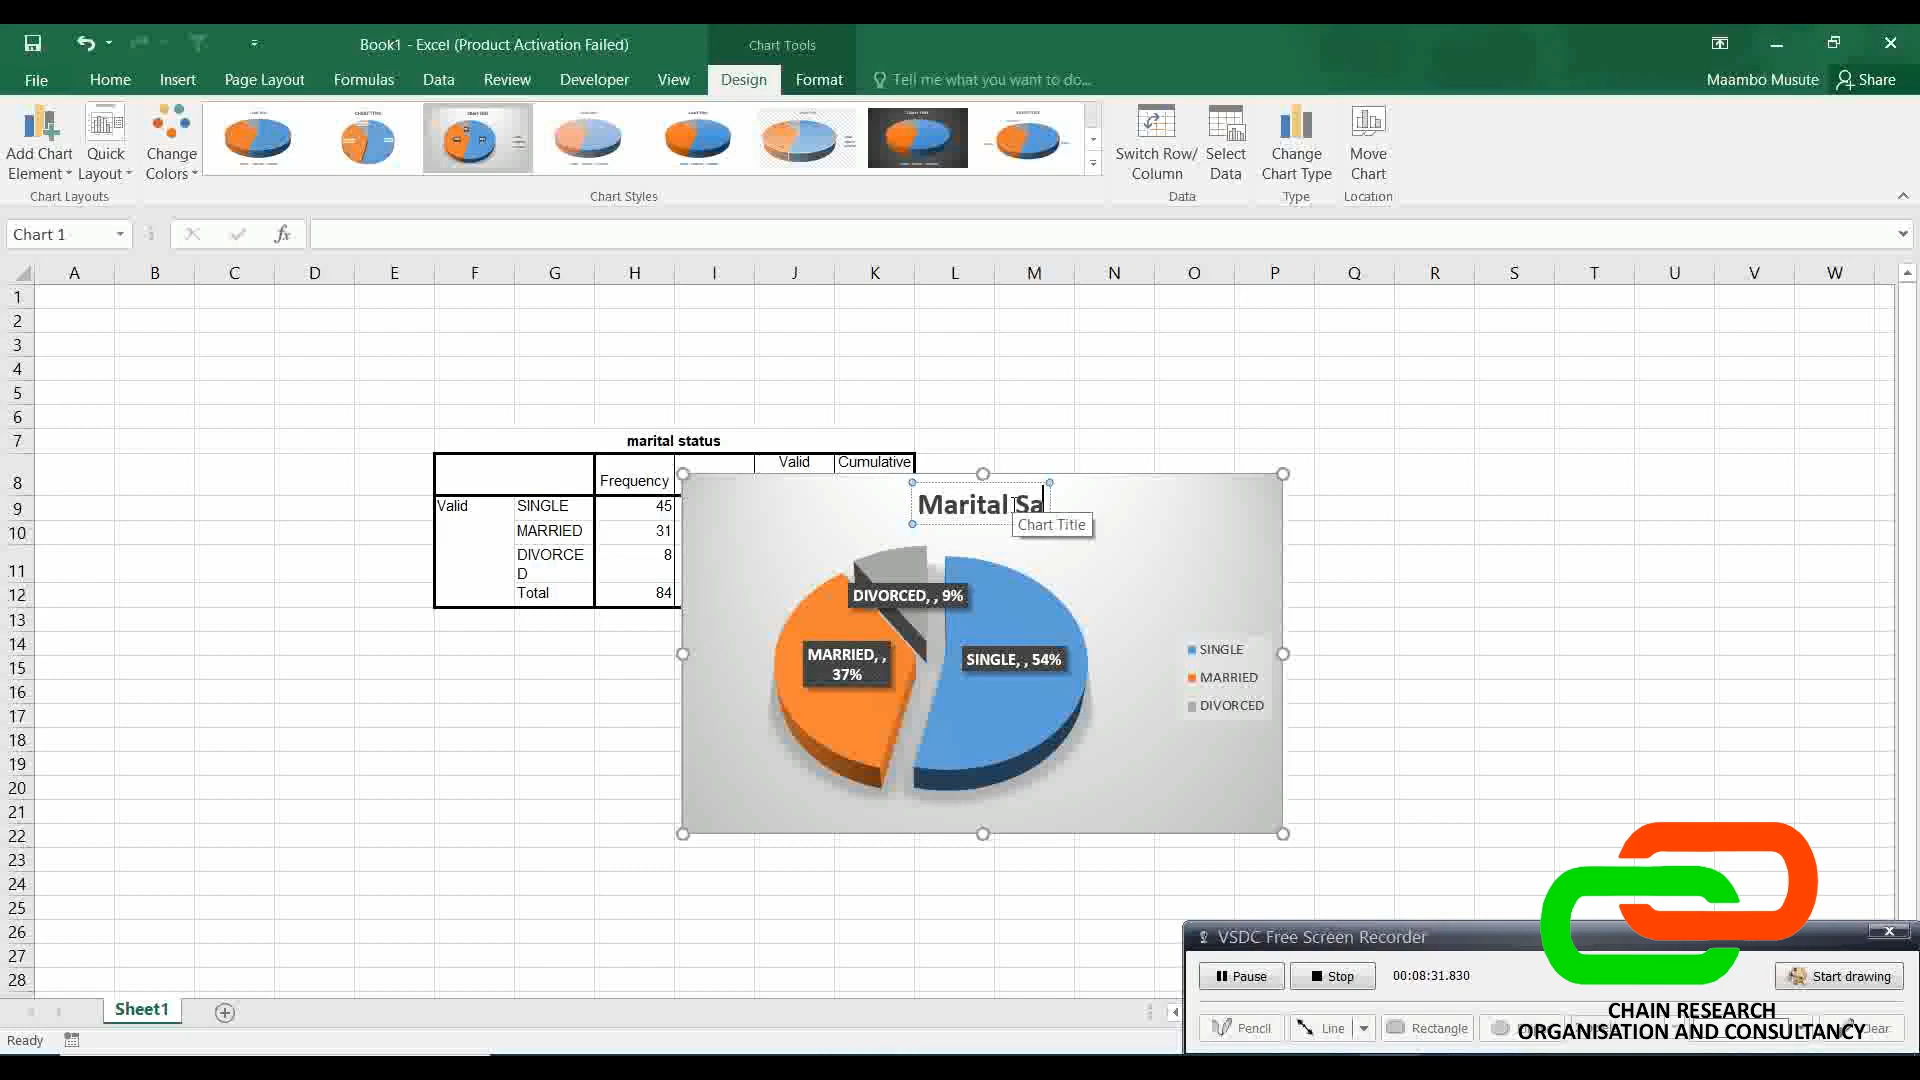 Book1 - Excel (Product Activation Failed)
Chart Tools
File Home Insert Page Layout Formulas Data Review Developer View Design Format Tell me what you want to do...
Maambo Musute Share
Add Chart Element
Quick Layout
Change Colors
Switch Row/ Column
Select Data
Change Chart Type
Move Chart
Chart Layouts Chart Styles Data Type Location
Chart 1 fx
A B C D E F G H I J K L M N O P Q R S T U V W
1
2
3
4
5
6
7 marital status
8 Frequency Valid Cumulative
9 Valid SINGLE 45
10 MARRIED 31
11 DIVORCE
D 8
12 Total 84
13
14
15
16
17
18
19
20
21
22
23
24
25
26
27
28
Marital Sa
Chart Title
DIVORCED, , 9%
MARRIED, ,
37%
SINGLE, , 54%
SINGLE
MARRIED
DIVORCED
VSDC Free Screen Recorder
Pause Stop 00:08:31.830 Start drawing
Pencil Line Rectangle
CHAIN RESEARCH
ORGANISATION AND CONSULTANCY
Sheet1
Ready